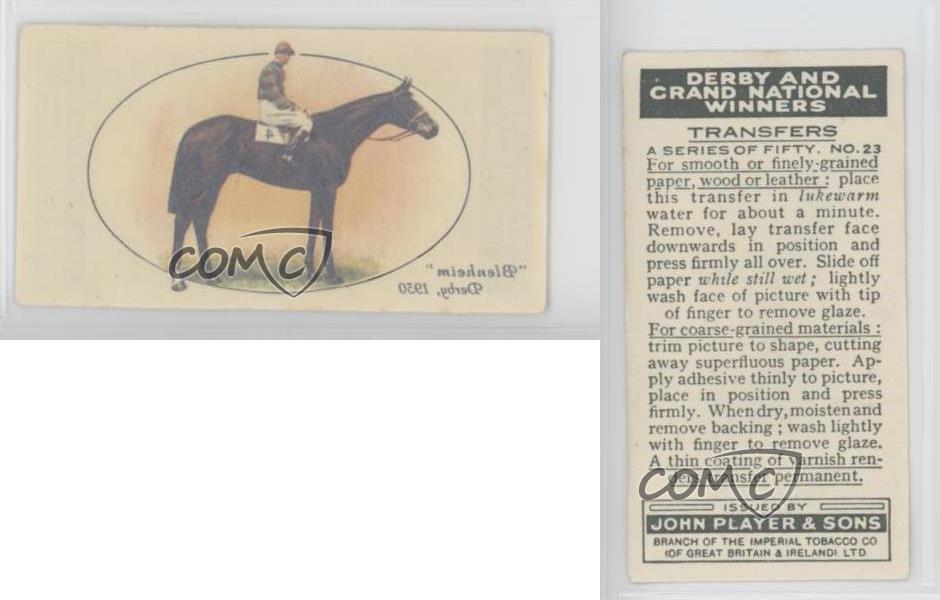 "Blenheim"
Derby, 1930
COMC
DERBY AND
GRAND NATIONAL
WINNERS
TRANSFERS
A SERIES OF FIFTY. NO. 23
For smooth or finely-grained
paper, wood or leather : place
this transfer in lukewarm
water for about a minute.
Remove, lay transfer face
downwards in position and
press firmly all over. Slide off
paper while still wet ; lightly
wash face of picture with tip
of finger to remove glaze.
For coarse-grained materials :
trim picture to shape, cutting
away superfluous paper. Ap-
ply adhesive thinly to picture,
place in position and press
firmly. When dry, moisten and
remove backing ; wash lightly
with finger to remove glaze.
A thin coating of varnish ren-
ders transfer permanent.
COMC
ISSUED BY
JOHN PLAYER & SONS
BRANCH OF THE IMPERIAL TOBACCO CO
(OF GREAT BRITAIN & IRELAND) LTD